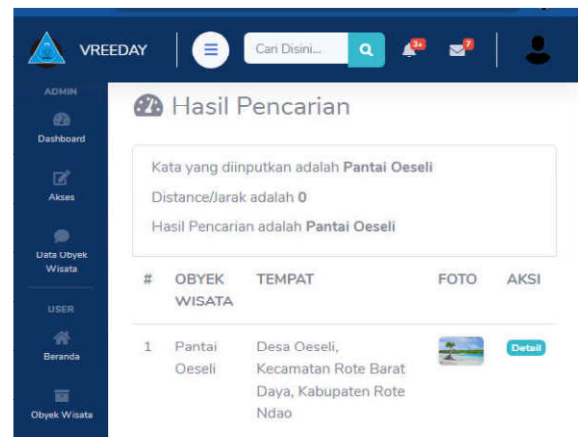 VREEDAY
Cari Disini...
3+
7
ADMIN
Dashboard
Akses
Data Obyek
Wisata
USER
Beranda
Obyek Wisata
Hasil Pencarian
Kata yang diinputkan adalah Pantai Oeseli
Distance/Jarak adalah 0
Hasil Pencarian adalah Pantai Oeseli
# OBYEK WISATA TEMPAT FOTO AKSI
1 Pantai Oeseli Desa Oeseli, Detail
Kecamatan Rote Barat
Daya, Kabupaten Rote
Ndao